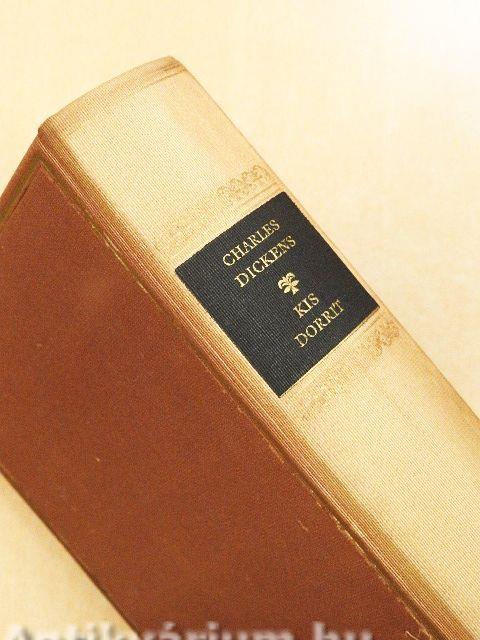 CHARLES
DICKENS
KIS
DORRIT
Antikvárium.hu